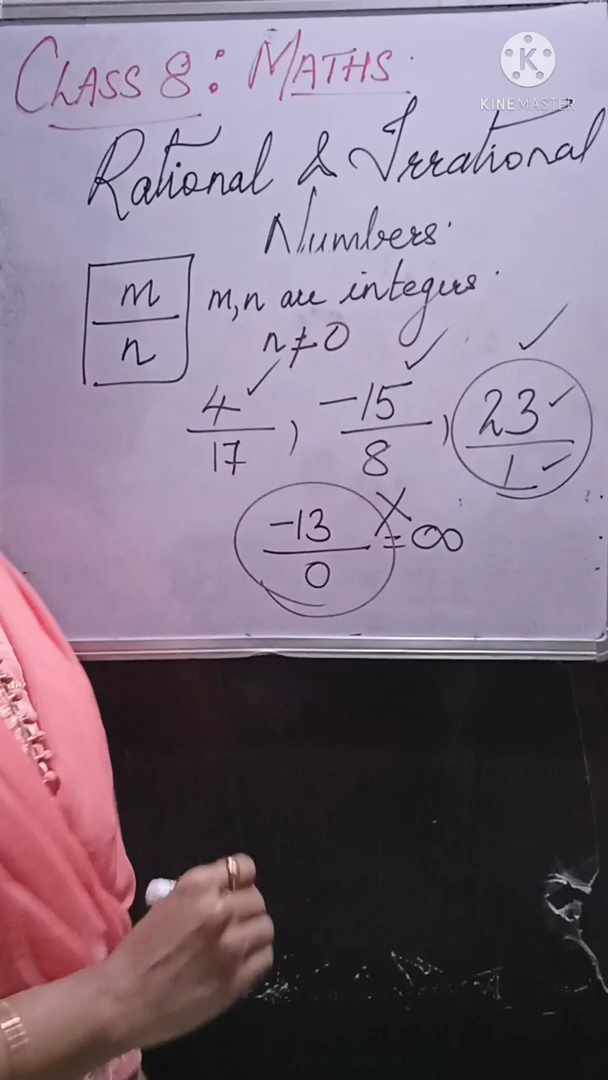 CLASS 8: MATHS.
K
KINEMASTER
Rational & Irrational
Numbers.
m/n m, n are integers.
n ≠ 0
4/17, -15/8, 23/1
-13/0 = ∞